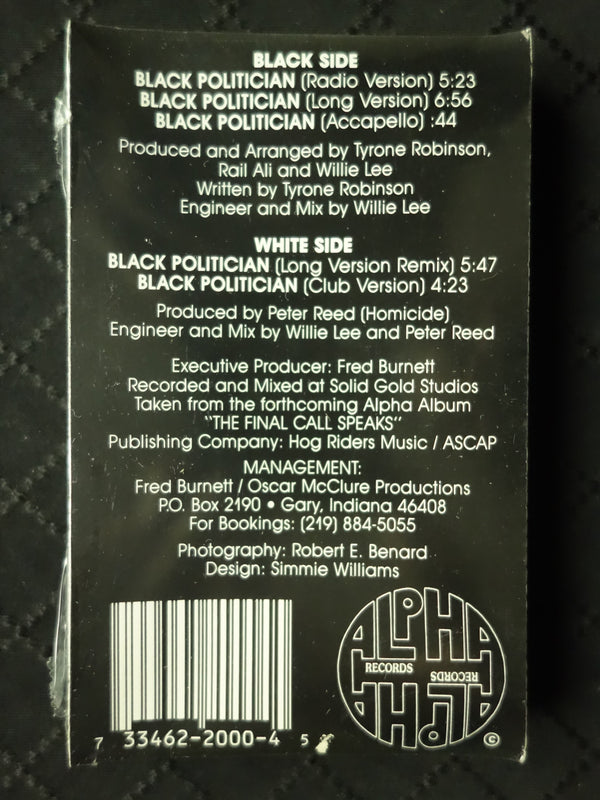 BLACK SIDE
BLACK POLITICIAN (Radio Version) 5:23
BLACK POLITICIAN (Long Version) 6:56
BLACK POLITICIAN (Accapello) :44
Produced and Arranged by Tyrone Robinson,
Rail Ali and Willie Lee
Written by Tyrone Robinson
Engineer and Mix by Willie Lee
WHITE SIDE
BLACK POLITICIAN (Long Version Remix) 5:47
BLACK POLITICIAN (Club Version) 4:23
Produced by Peter Reed (Homicide)
Engineer and Mix by Willie Lee and Peter Reed
Executive Producer: Fred Burnett
Recorded and Mixed at Solid Gold Studios
Taken from the forthcoming Alpha Album
"THE FINAL CALL SPEAKS"
Publishing Company: Hog Riders Music / ASCAP
MANAGEMENT:
Fred Burnett / Oscar McClure Productions
P.O. Box 2190 • Gary, Indiana 46408
For Bookings: (219) 884-5055
Photography: Robert E. Benard
Design: Simmie Williams
ALPHA
RECORDS
RECORDS
ALPHA
©
7 33462-2000-4 5